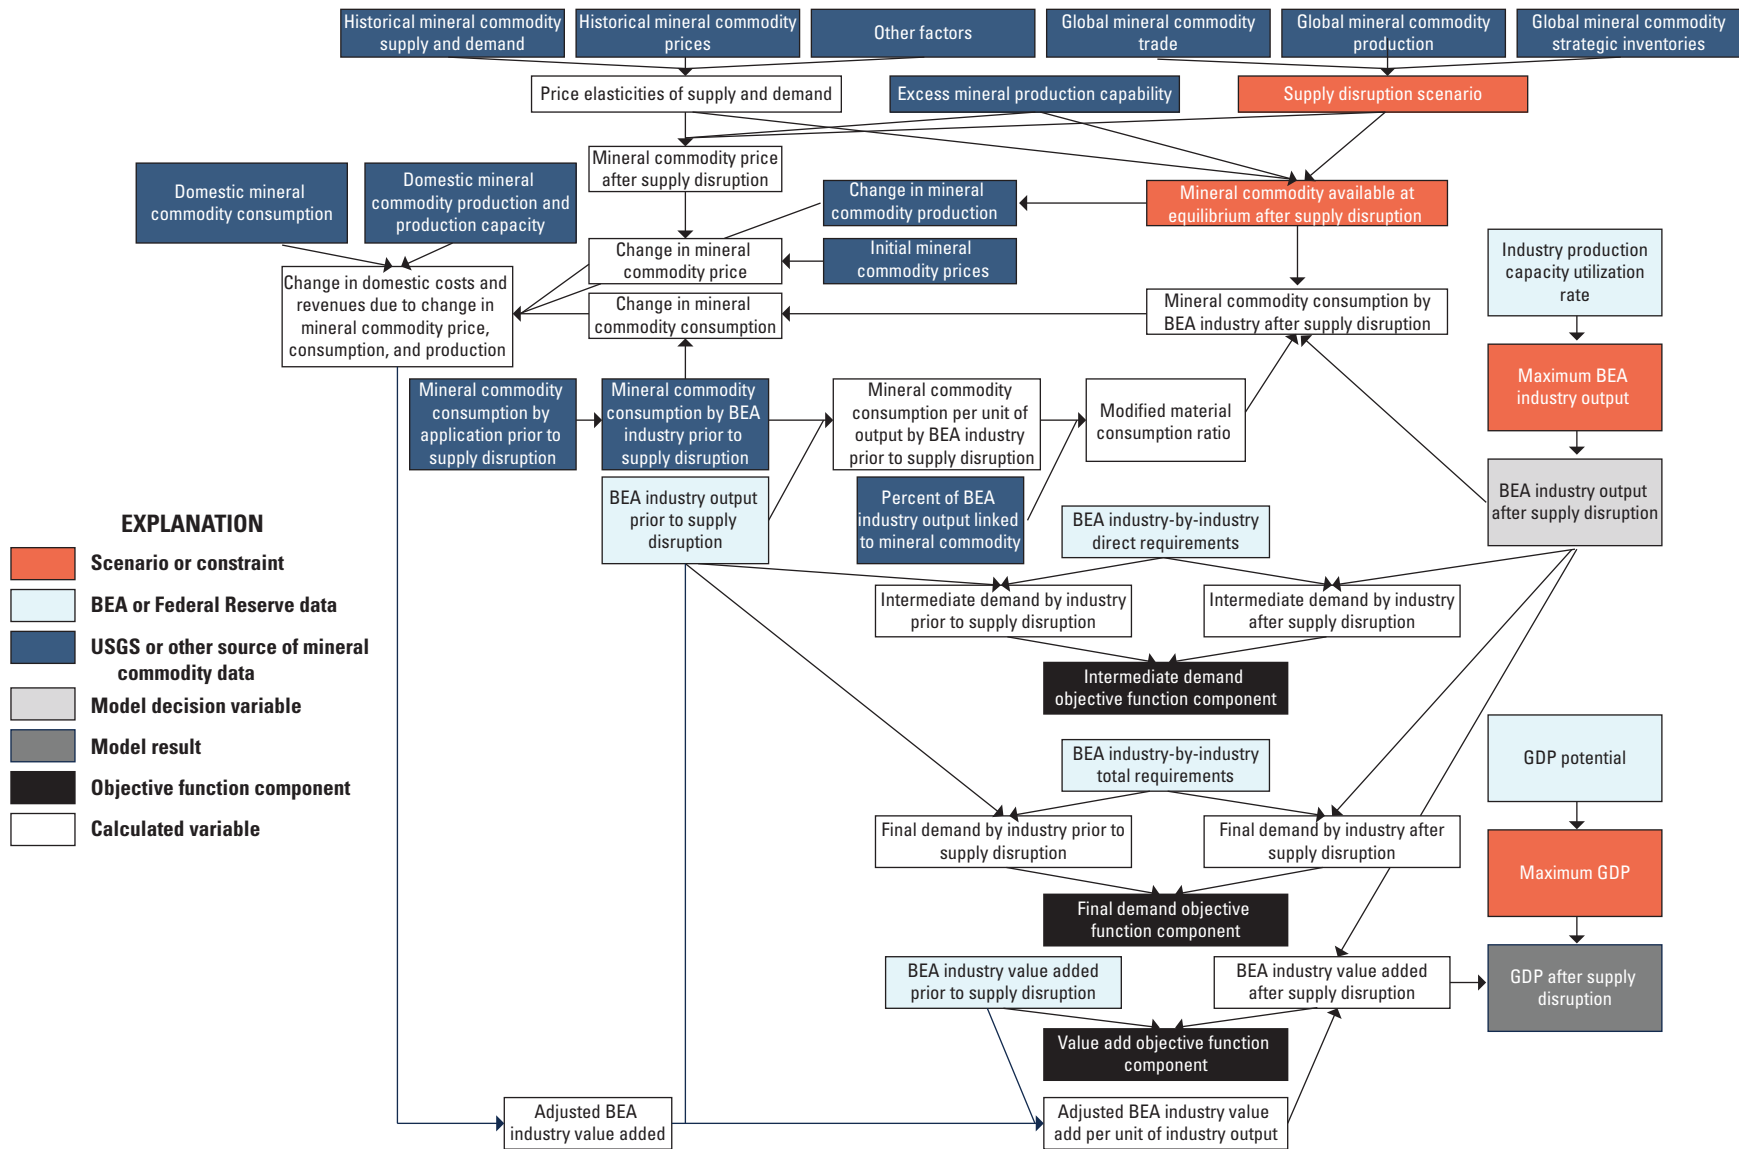 Historical mineral commodity
supply and demand
Historical mineral commodity
prices
Other factors
Global mineral commodity
trade
Global mineral commodity
production
Global mineral commodity
strategic inventories
Price elasticities of supply and demand
Excess mineral production capability
Supply disruption scenario
Mineral commodity price
after supply disruption
Domestic mineral
commodity consumption
Domestic mineral
commodity production and
production capacity
Change in mineral
commodity production
Mineral commodity available at
equilibrium after supply disruption
Change in mineral
commodity price
Initial mineral
commodity prices
Industry production
capacity utilization
rate
Change in domestic costs and
revenues due to change in
mineral commodity price,
consumption, and production
Change in mineral
commodity consumption
Mineral commodity consumption by
BEA industry after supply disruption
Maximum BEA
industry output
Mineral commodity
consumption by
application prior to
supply disruption
Mineral commodity
consumption by BEA
industry prior to
supply disruption
Mineral commodity
consumption per unit of
output by BEA industry
prior to supply disruption
Modified material
consumption ratio
BEA industry output
prior to supply
disruption
Percent of BEA
industry output linked
to mineral commodity
BEA industry-by-industry
direct requirements
BEA industry output
after supply disruption
EXPLANATION
Scenario or constraint
BEA or Federal Reserve data
USGS or other source of mineral
commodity data
Model decision variable
Model result
Objective function component
Calculated variable
Intermediate demand by industry
prior to supply disruption
Intermediate demand by industry
after supply disruption
Intermediate demand
objective function component
BEA industry-by-industry
total requirements
GDP potential
Final demand by industry prior to
supply disruption
Final demand by industry after
supply disruption
Maximum GDP
Final demand objective
function component
BEA industry value added
prior to supply disruption
BEA industry value added
after supply disruption
GDP after supply
disruption
Value add objective function
component
Adjusted BEA
industry value added
Adjusted BEA industry value
add per unit of industry output